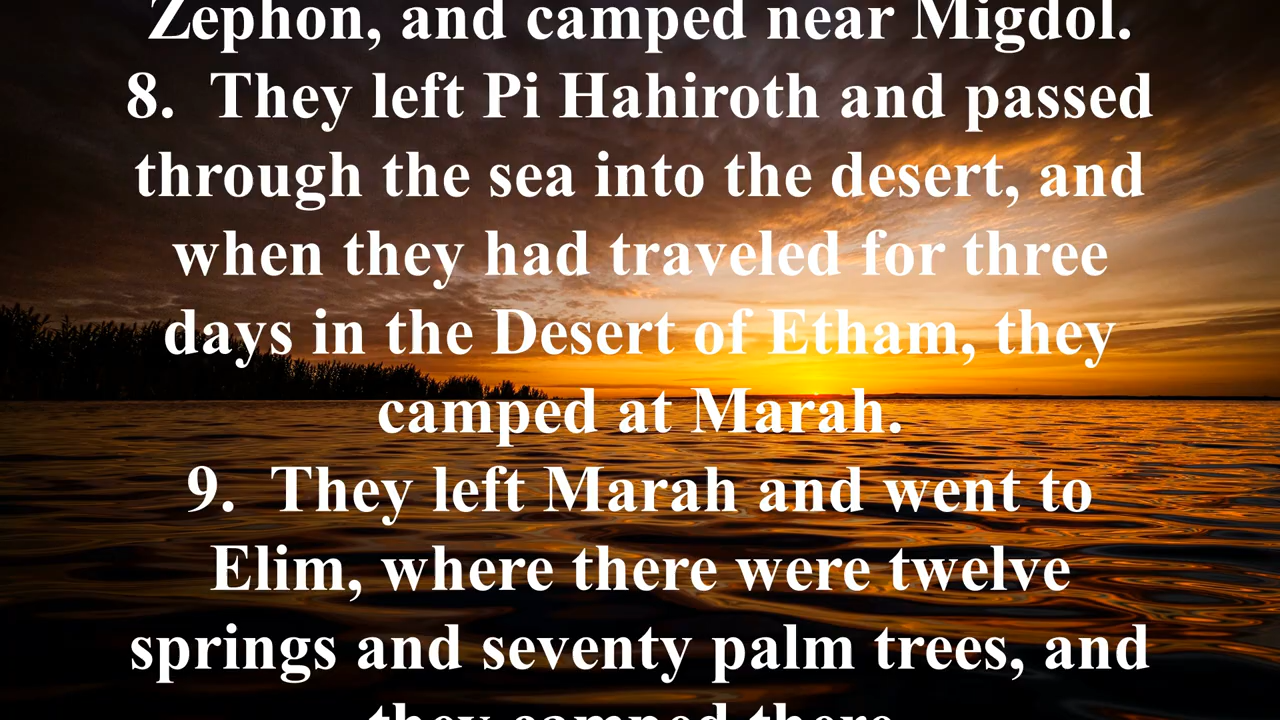 Zephon, and camped near Migdol.
8. They left Pi Hahiroth and passed
through the sea into the desert, and
when they had traveled for three
days in the Desert of Etham, they
camped at Marah.
9. They left Marah and went to
Elim, where there were twelve
springs and seventy palm trees, and
they camped there.